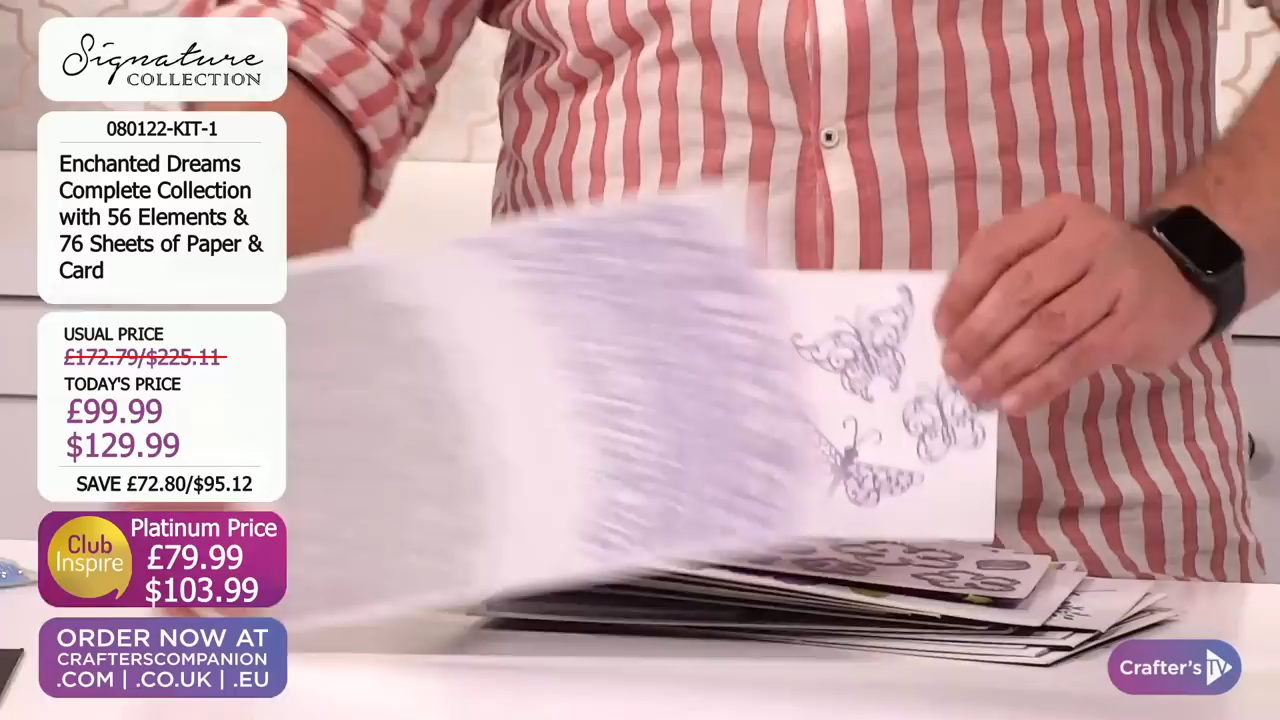 Signature
COLLECTION
080122-KIT-1
Enchanted Dreams
Complete Collection
with 56 Elements &
76 Sheets of Paper &
Card
USUAL PRICE
£172.79/$225.11
TODAY'S PRICE
£99.99
$129.99
SAVE £72.80/$95.12
Club
Inspire
Platinum Price
£79.99
$103.99
ORDER NOW AT
CRAFTERSCOMPANION
.COM | .CO.UK | .EU
Crafter's TV